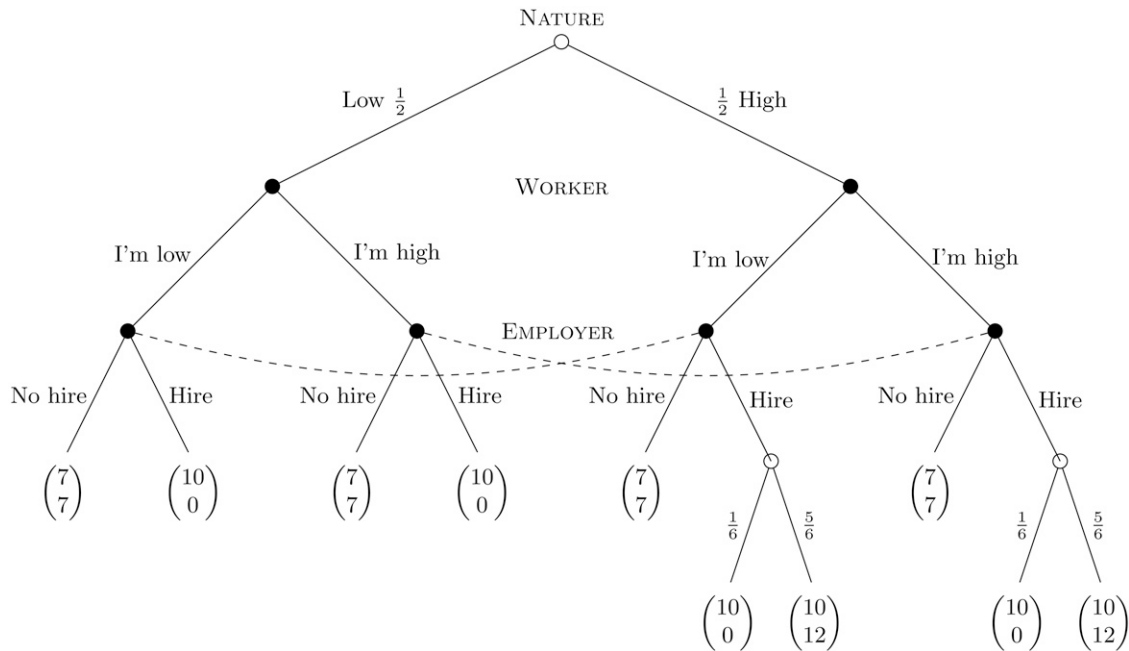 NATURE
Low 1/2
1/2 High
WORKER
I'm low
I'm high
I'm low
I'm high
EMPLOYER
No hire
Hire
No hire
Hire
No hire
Hire
No hire
Hire
(7 7)
(10 0)
(7 7)
(10 0)
(7 7)
(7 7)
1/6
5/6
1/6
5/6
(10 0)
(10 12)
(10 0)
(10 12)